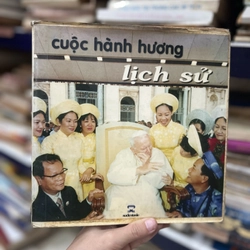 cuộc hành hương
lịch sử